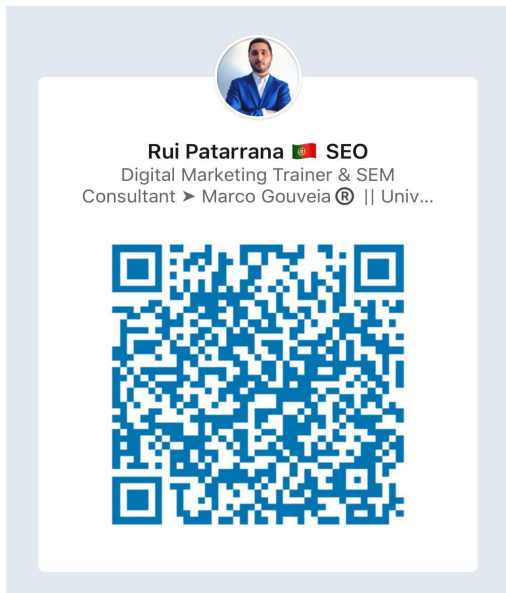 Rui Patarrana 🇵🇹 SEO
Digital Marketing Trainer & SEM
Consultant ➤ Marco Gouveia ® || Univ...